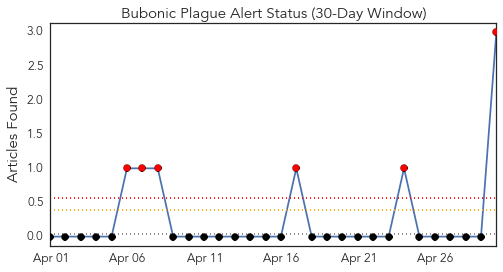 Bubonic Plague Alert Status (30-Day Window)
Articles Found
3.0
2.5
2.0
1.5
1.0
0.5
0.0
Apr 01 Apr 06 Apr 11 Apr 16 Apr 21 Apr 26